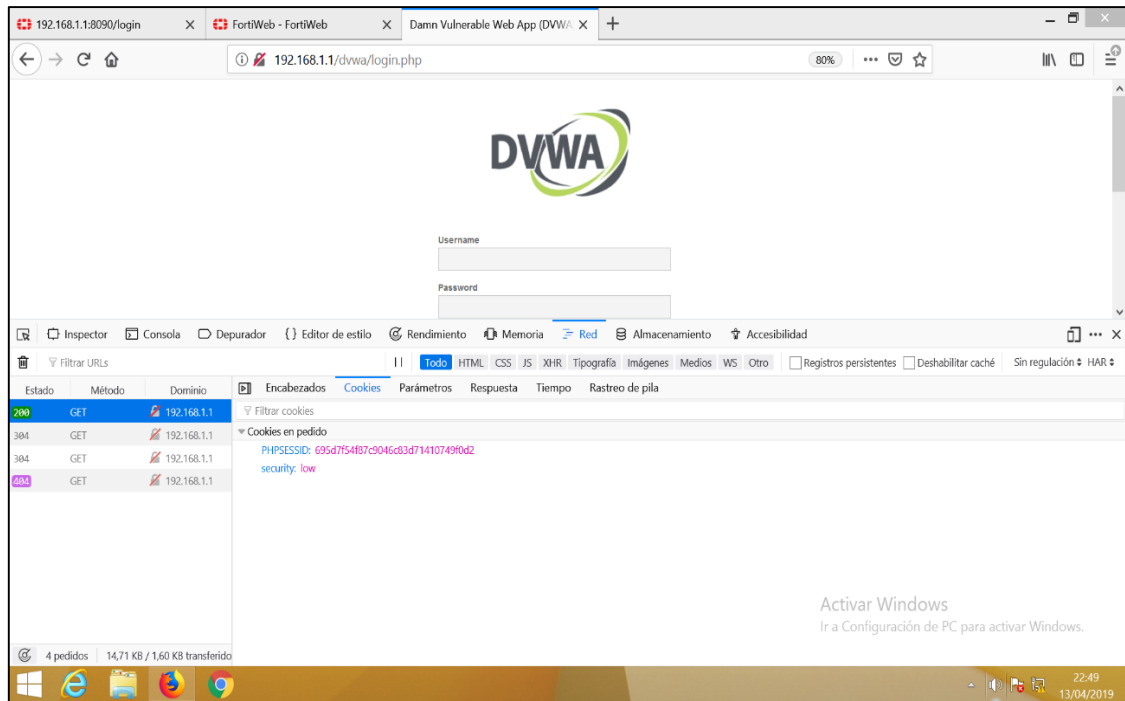 192.168.1.1:8090/login
FortiWeb - FortiWeb
Damn Vulnerable Web App (DVWA
192.168.1.1/dvwa/login.php
80%
DVWA
Username
Password
Inspector Consola Depurador {} Editor de estilo Rendimiento Memoria Red Almacenamiento Accesibilidad
Filtrar URLs Todo HTML CSS JS XHR Tipografía Imágenes Medios WS Otro Registros persistentes Deshabilitar caché Sin regulación HAR
Estado Método Dominio Encabezados Cookies Parámetros Respuesta Tiempo Rastreo de pila
200 GET 192.168.1.1 Filtrar cookies
304 GET 192.168.1.1 Cookies en pedido
PHPSESSID: 695d7f54f87c9046c83d71410749f0d2
304 GET 192.168.1.1 security: low
404 GET 192.168.1.1
Activar Windows
Ir a Configuración de PC para activar Windows.
4 pedidos 14,71 KB / 1,60 KB transferido
22:49
13/04/2019